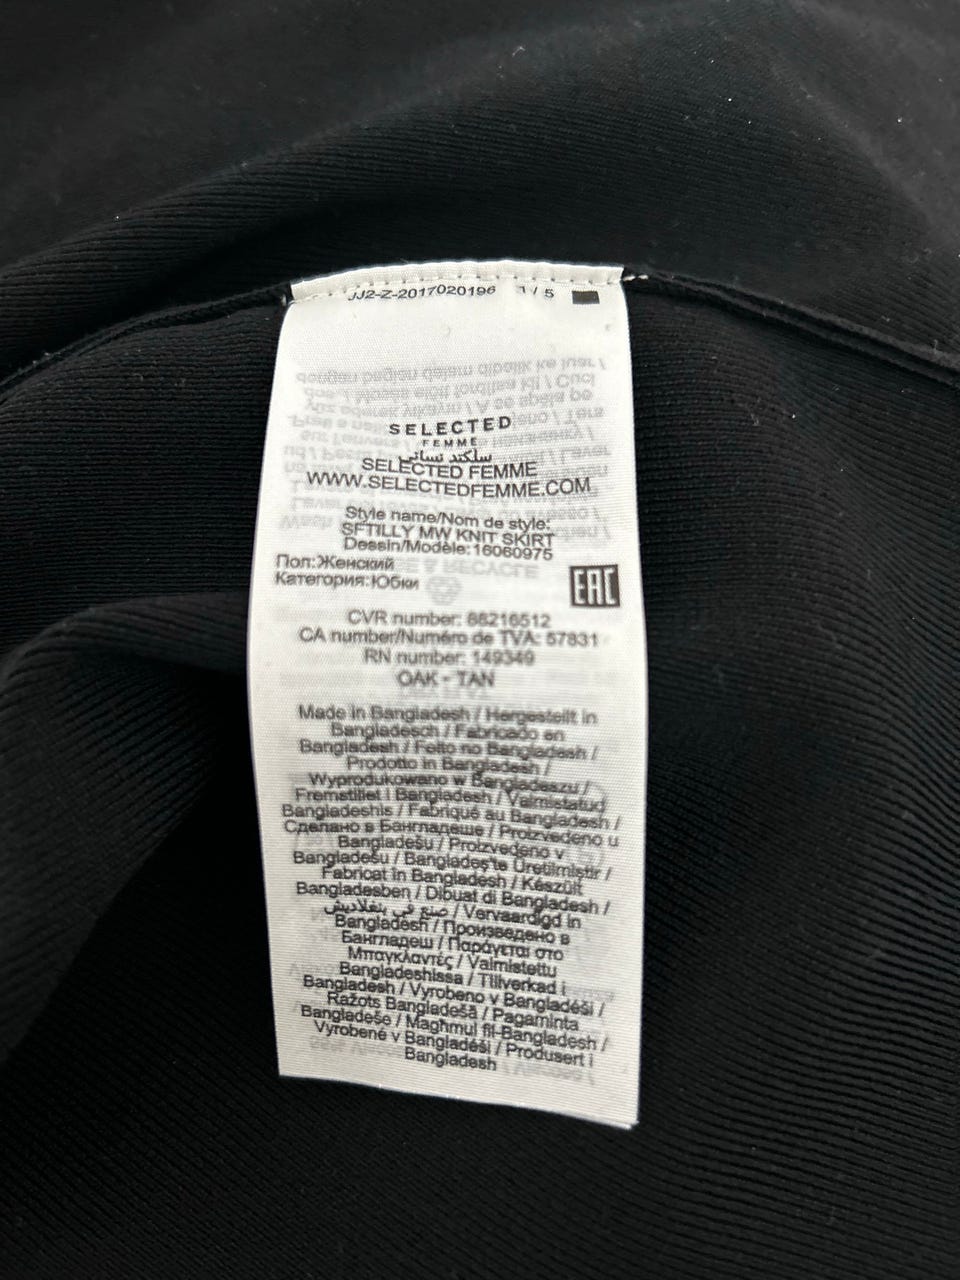 JJ2-Z-2017020196 1 / 5
SELECTED
FEMME
سلكتد نسائي
SELECTED FEMME
WWW.SELECTEDFEMME.COM
Style name/Nom de style:
SFTILLY MW KNIT SKIRT
Dessin/Modèle:16060975
Пол:Женский
Категория:Юбки
EAC
CVR number: 88216512
CA number/Numéro de TVA: 57831
RN number: 149349
OAK - TAN
Made in Bangladesh / Hergestellt in
Bangladesch / Fabricado en
Bangladesh / Feito no Bangladesh /
Prodotto in Bangladesh /
Wyprodukowano w Bangladeszu /
Fremstillet i Bangladesh / Valmistatud
Bangladeshis / Fabriqué au Bangladesh /
Сделано в Бангладеше / Proizvedeno u
Bangladešu / Proizvedeno v
Bangladešu / Bangladeş'te Üretilmiştir /
Fabricat în Bangladesh / Készült
Bangladesben / Dibuat di Bangladesh /
صنع في بنغلاديش / Vervaardigd in
Bangladesh / Произведено в
Бангладеш / Παράγεται στο
Μπαγκλαντές / Valmistettu
Bangladeshissa / Tillverkad i
Bangladesh / Vyrobeno v Bangladéši /
Ražots Bangladešā / Pagaminta
Bangladeše / Magħmul fil-Bangladesh /
Vyrobené v Bangladéši / Produsert i
Bangladesh